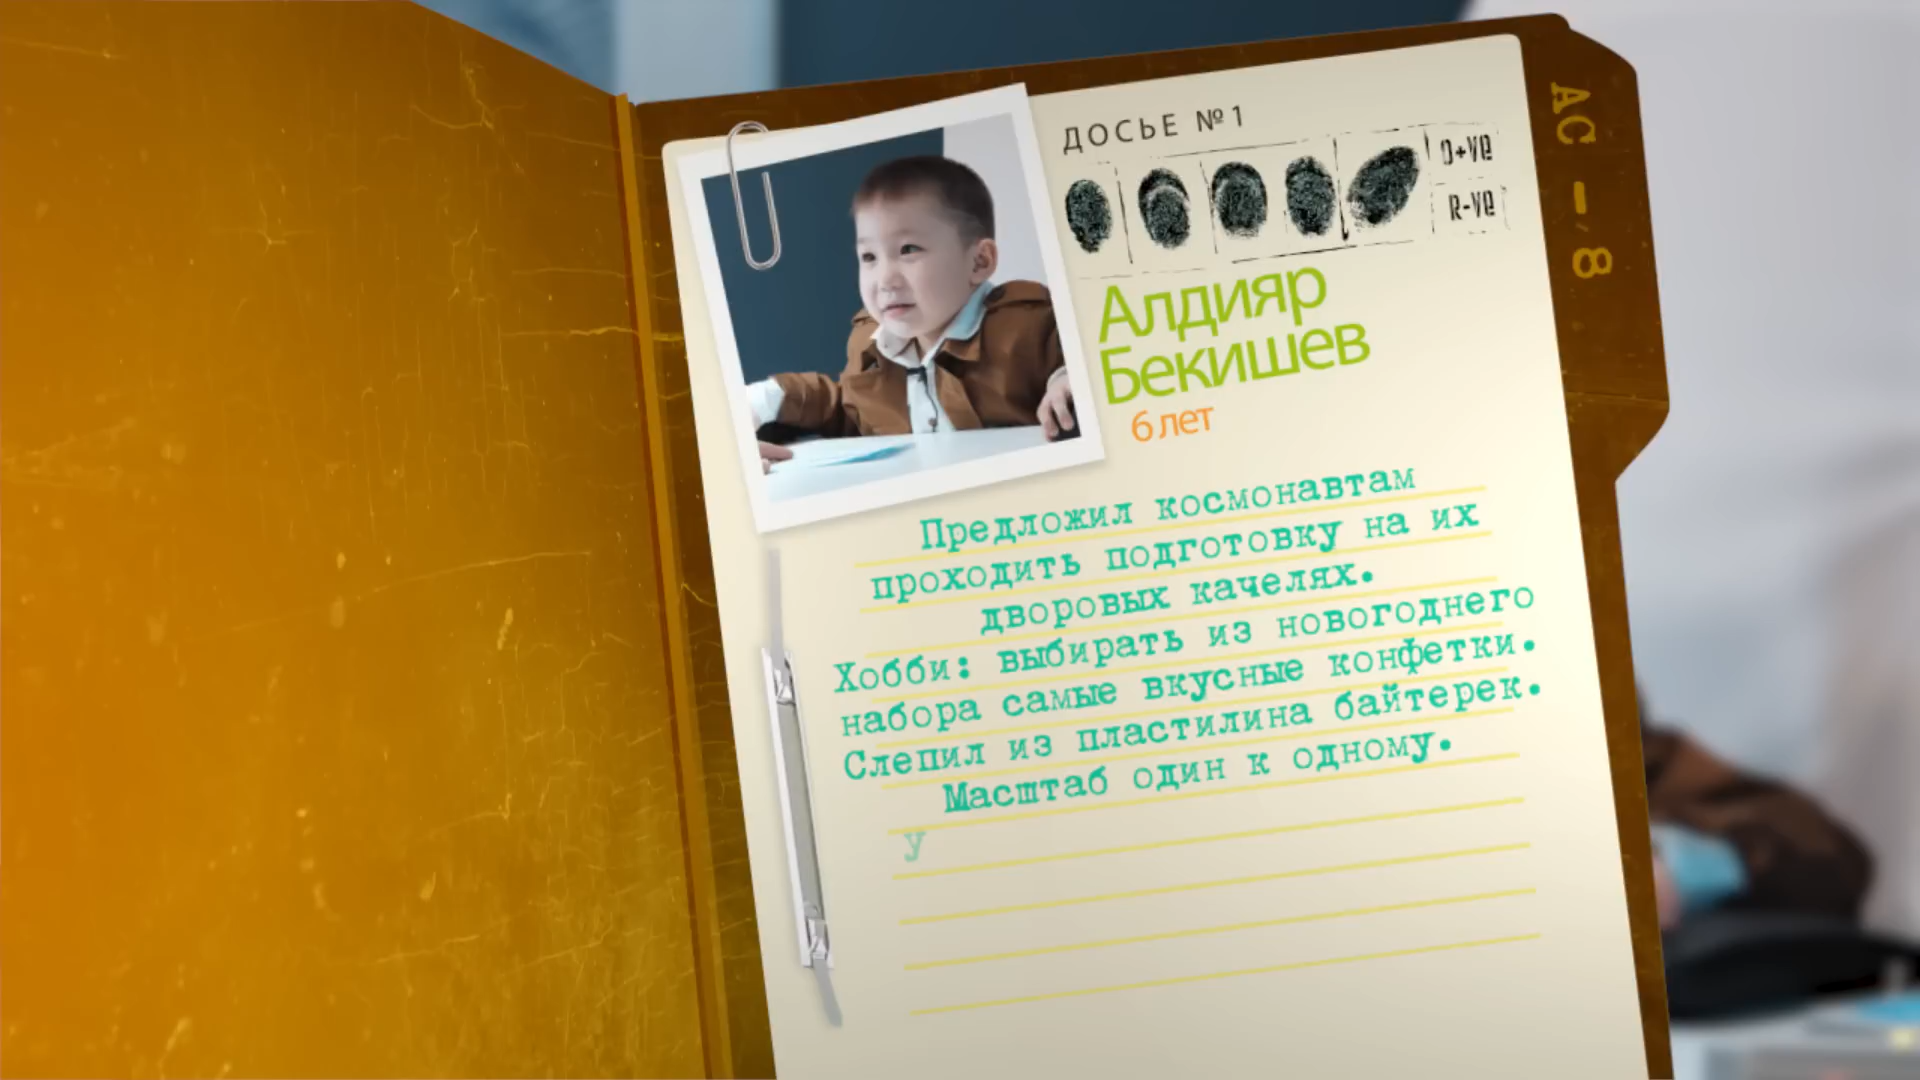 ДОСЬЕ №1
O+Ve
R-Ve
AC-8
Алдияр
Бекишев
6 лет
Предложил космонавтам
проходить подготовку на их
дворовых качелях.
Хобби: выбирать из новогоднего
набора самые вкусные конфетки.
Слепил из пластилина байтерек.
Масштаб один к одному.
У